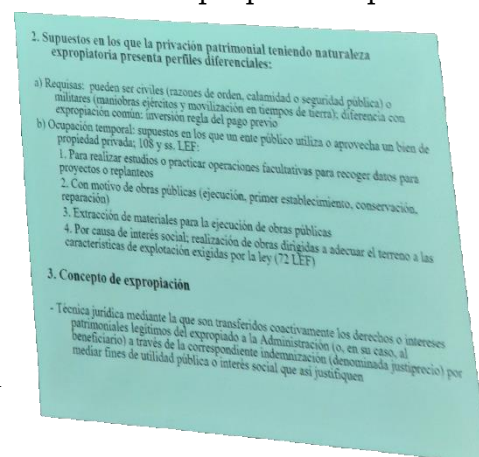 2. Supuestos en los que la privación patrimonial teniendo naturaleza
expropiatoria presenta perfiles diferenciales:
a) Requisas: pueden ser civiles (razones de orden, calamidad o seguridad pública) o
militares (maniobras ejércitos y movilización en tiempos de tierra); diferencia con
expropiación común: inversión regla del pago previo
b) Ocupación temporal: supuestos en los que un ente público utiliza o aprovecha un bien de
propiedad privada; 108 y ss. LEF:
1. Para realizar estudios o practicar operaciones facultativas para recoger datos para
proyectos o replanteos
2. Con motivo de obras públicas (ejecución, primer establecimiento, conservación,
reparación)
3. Extracción de materiales para la ejecución de obras públicas
4. Por causa de interés social; realización de obras dirigidas a adecuar el terreno a las
características de explotación exigidas por la ley (72 LEF)
3. Concepto de expropiación
- Técnica jurídica mediante la que son transferidos coactivamente los derechos o intereses
patrimoniales legítimos del expropiado a la Administración (o, en su caso, al
beneficiario) a través de la correspondiente indemnización (denominada justiprecio) por
mediar fines de utilidad pública o interés social que así justifiquen